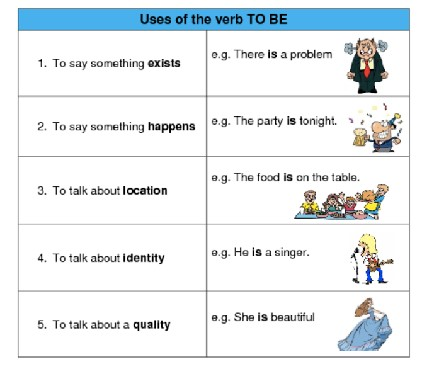 Uses of the verb TO BE
1. To say something exists
e.g. There is a problem
2. To say something happens
e.g. The party is tonight.
3. To talk about location
e.g. The food is on the table.
4. To talk about identity
e.g. He is a singer.
5. To talk about a quality
e.g. She is beautiful